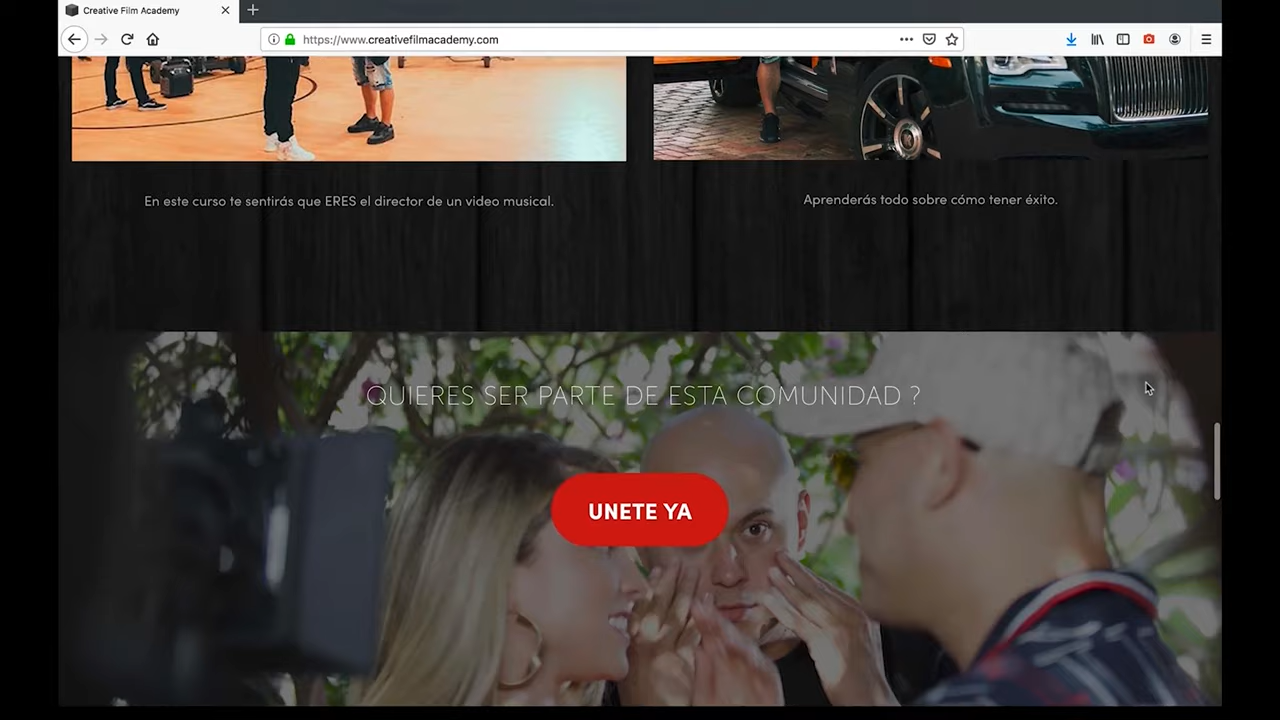 Creative Film Academy
https://www.creativefilmacademy.com
En este curso te sentirás que ERES el director de un video musical.
Aprenderás todo sobre cómo tener éxito.
QUIERES SER PARTE DE ESTA COMUNIDAD ?
UNETE YA